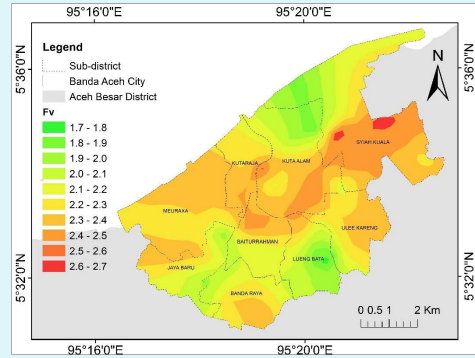 95°16'0"E
95°20'0"E
5°36'0"N
5°36'0"N
Legend
Sub-district
Banda Aceh City
Aceh Besar District
Fv
1.7 - 1.8
1.8 - 1.9
1.9 - 2.0
2.0 - 2.1
2.1 - 2.2
2.2 - 2.3
2.3 - 2.4
2.4 - 2.5
2.5 - 2.6
2.6 - 2.7
N
SYIAH KUALA
KUTARAJA
KUTA ALAM
MEURAXA
ULEE KARENG
BAITURRAHMAN
LUENG BATA
JAYA BARU
BANDA RAYA
5°32'0"N
5°32'0"N
0 0.5 1 2 Km
95°16'0"E
95°20'0"E